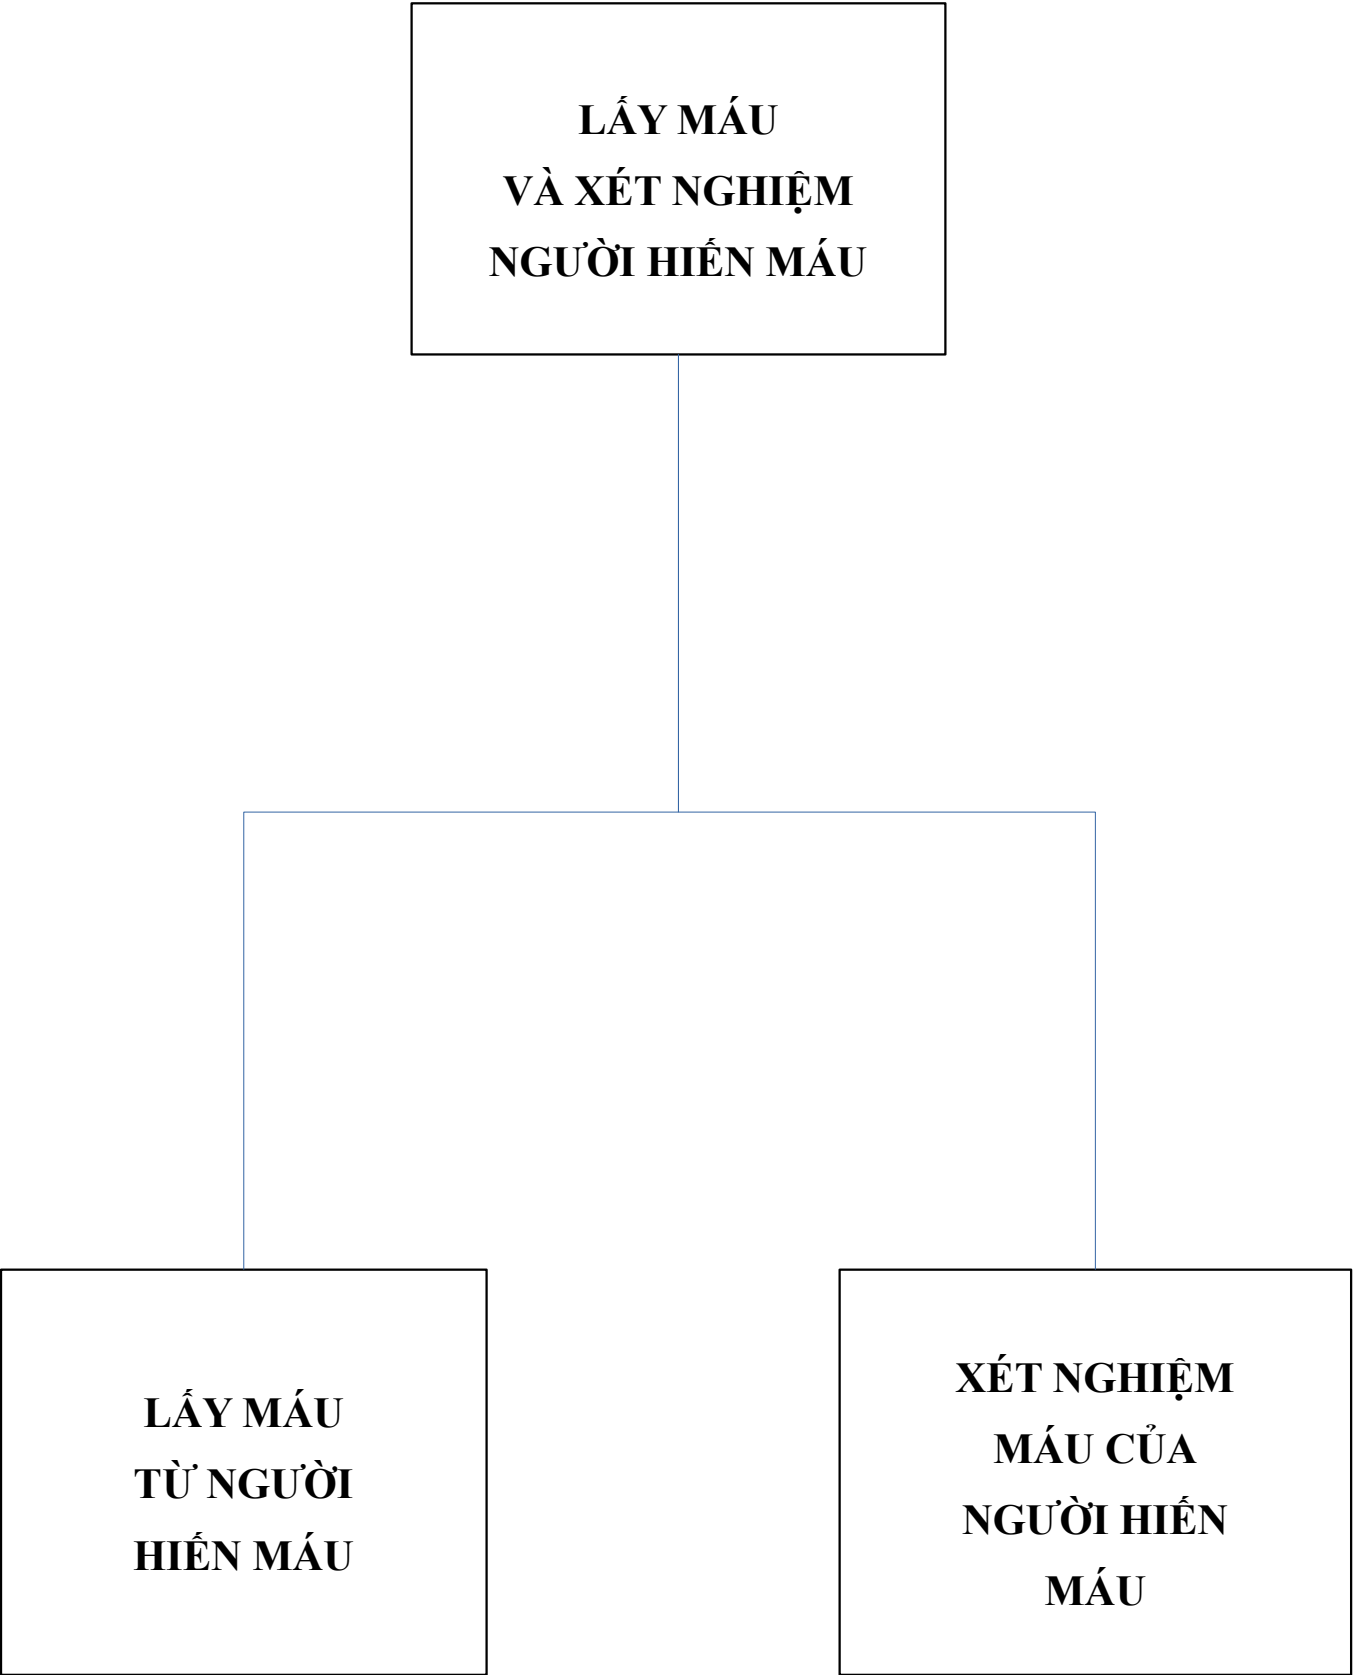 LẤY MÁU
VÀ XÉT NGHIỆM
NGƯỜI HIẾN MÁU
LẤY MÁU
TỪ NGƯỜI
HIẾN MÁU
XÉT NGHIỆM
MÁU CỦA
NGƯỜI HIẾN
MÁU